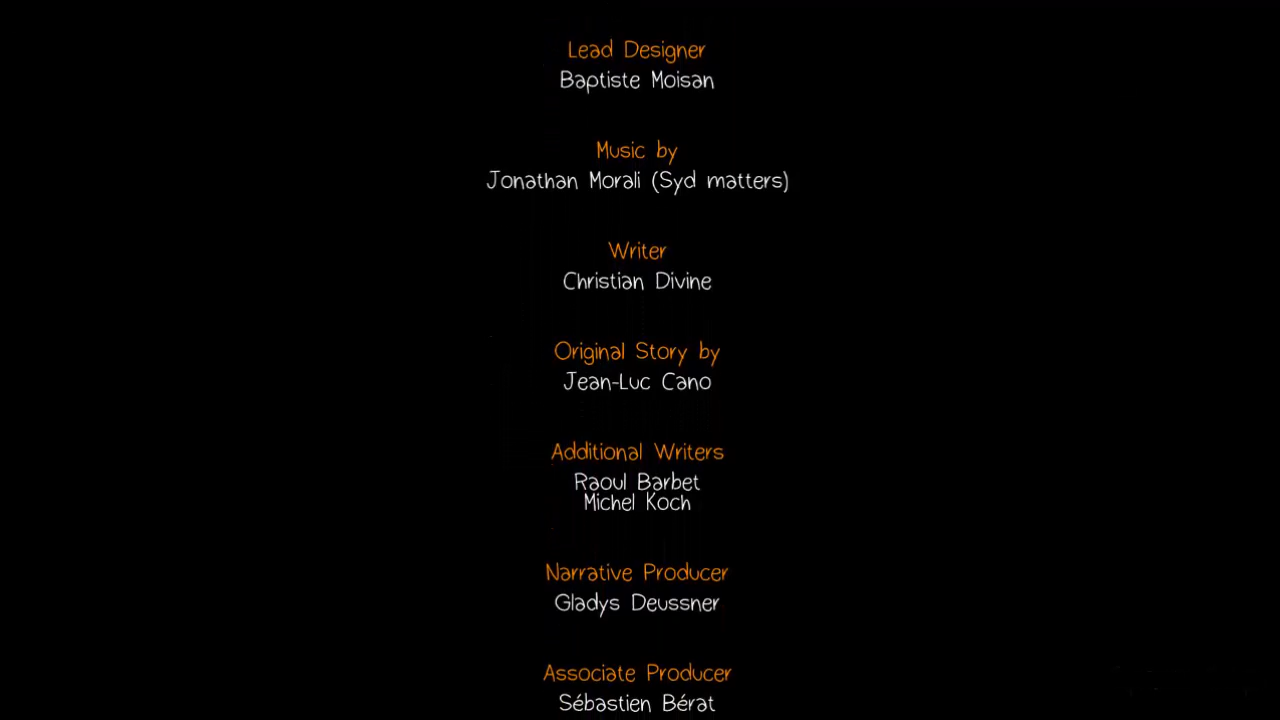 Lead Designer
Baptiste Moisan
Music by
Jonathan Morali (Syd matters)
Writer
Christian Divine
Original Story by
Jean-Luc Cano
Additional Writers
Raoul Barbet
Michel Koch
Narrative Producer
Gladys Deussner
Associate Producer
Sébastien Bérat